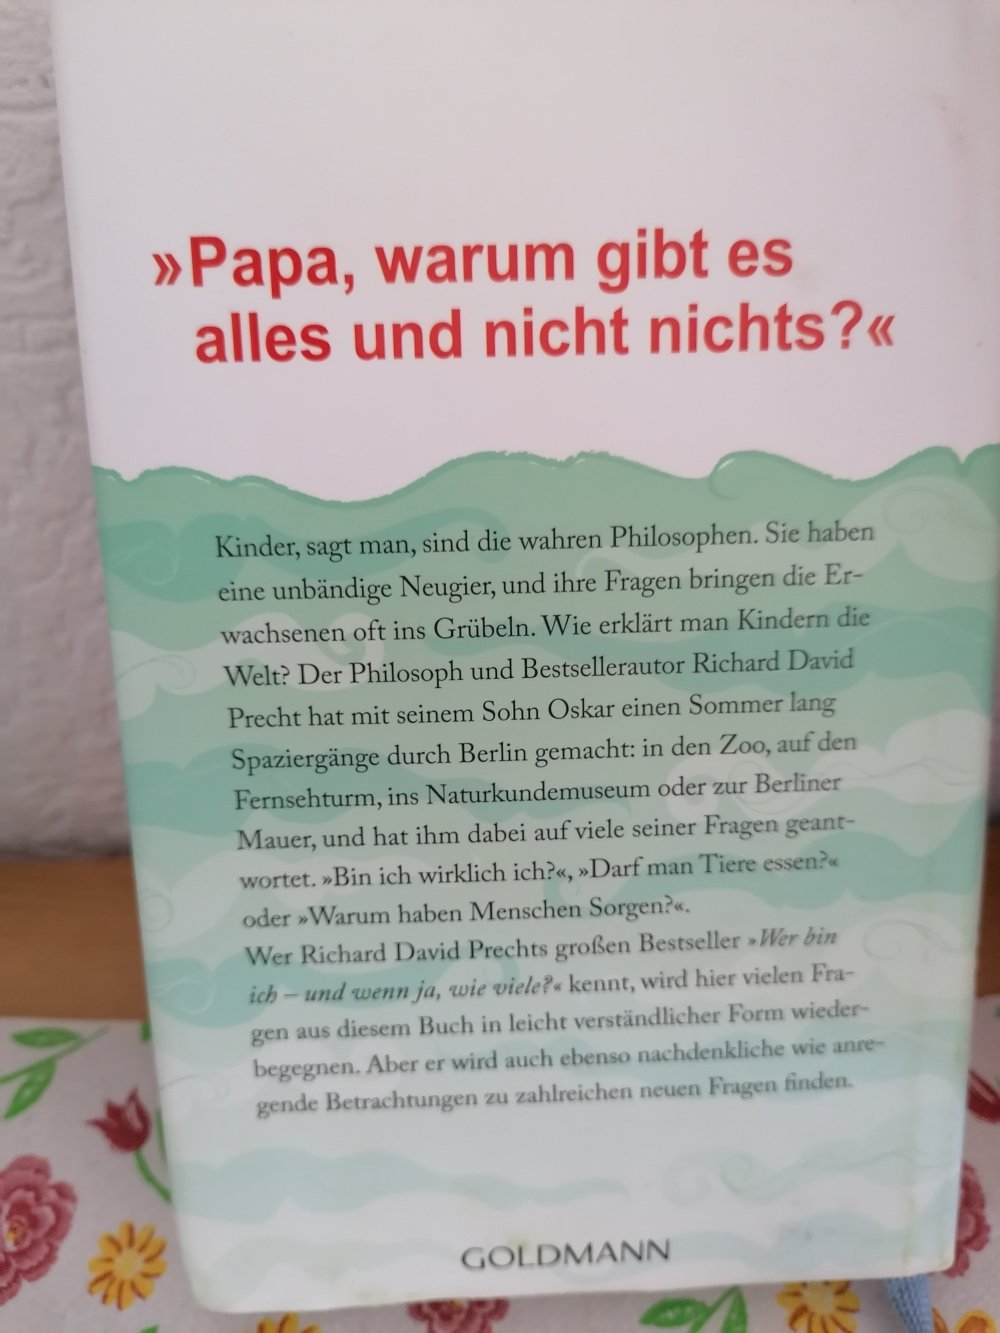 »Papa, warum gibt es
alles und nicht nichts?«
Kinder, sagt man, sind die wahren Philosophen. Sie haben
eine unbändige Neugier, und ihre Fragen bringen die Er-
wachsenen oft ins Grübeln. Wie erklärt man Kindern die
Welt? Der Philosoph und Bestsellerautor Richard David
Precht hat mit seinem Sohn Oskar einen Sommer lang
Spaziergänge durch Berlin gemacht: in den Zoo, auf den
Fernsehturm, ins Naturkundemuseum oder zur Berliner
Mauer, und hat ihm dabei auf viele seiner Fragen geant-
wortet. »Bin ich wirklich ich?«, »Darf man Tiere essen?«
oder »Warum haben Menschen Sorgen?«.
Wer Richard David Prechts großen Bestseller »Wer bin
ich – und wenn ja, wie viele?« kennt, wird hier vielen Fra-
gen aus diesem Buch in leicht verständlicher Form wieder-
begegnen. Aber er wird auch ebenso nachdenkliche wie anre-
gende Betrachtungen zu zahlreichen neuen Fragen finden.
GOLDMANN